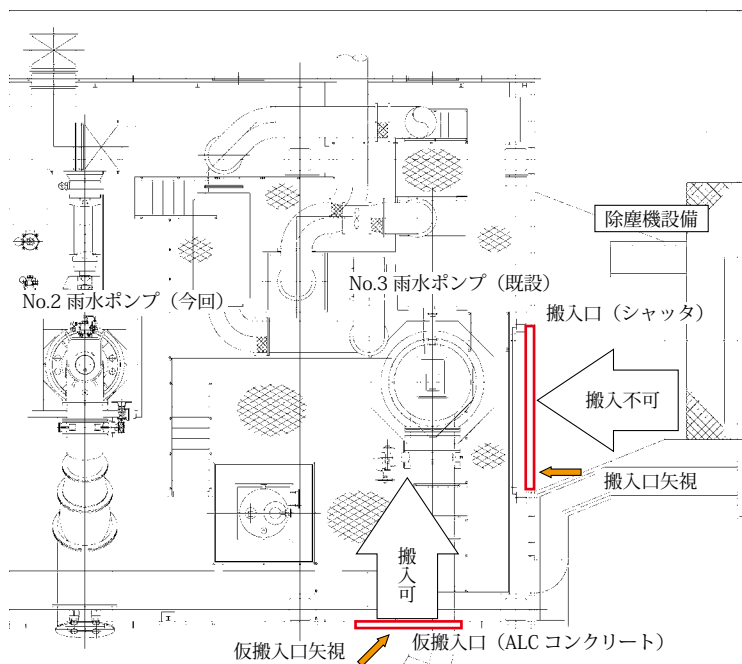 除塵機設備
No.3 雨水ポンプ（既設）
No.2 雨水ポンプ（今回）
搬入口（シャッタ）
搬入不可
搬入口矢視
搬入可
仮搬入口（ALC コンクリート）
仮搬入口矢視